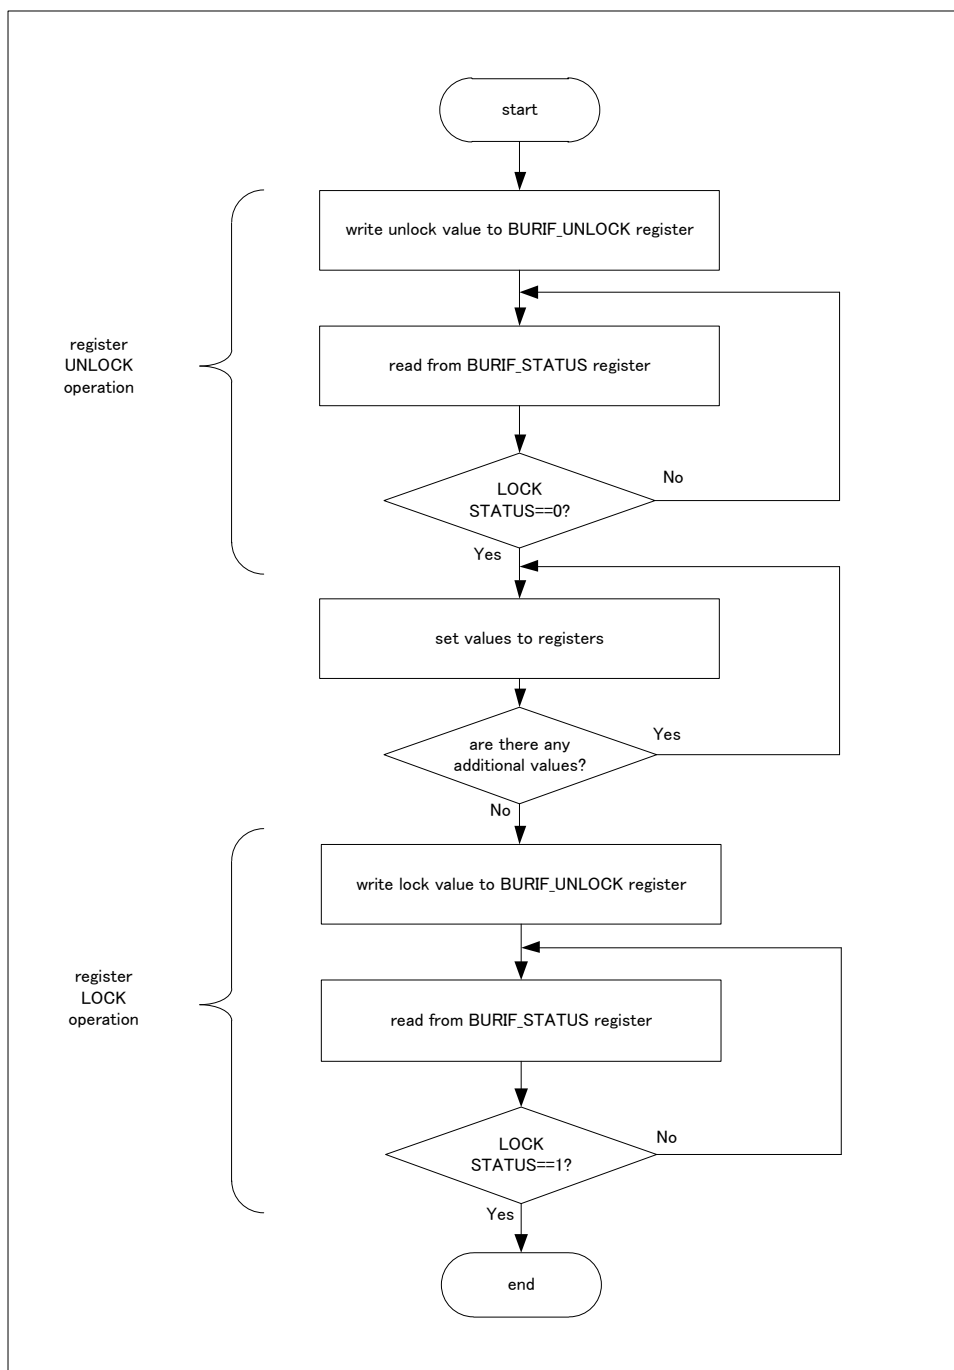 start
write unlock value to BURIF_UNLOCK register
register
UNLOCK
operation
read from BURIF_STATUS register
LOCK
STATUS==0?
No
Yes
set values to registers
are there any
additional values?
Yes
No
write lock value to BURIF_UNLOCK register
register
LOCK
operation
read from BURIF_STATUS register
LOCK
STATUS==1?
No
Yes
end